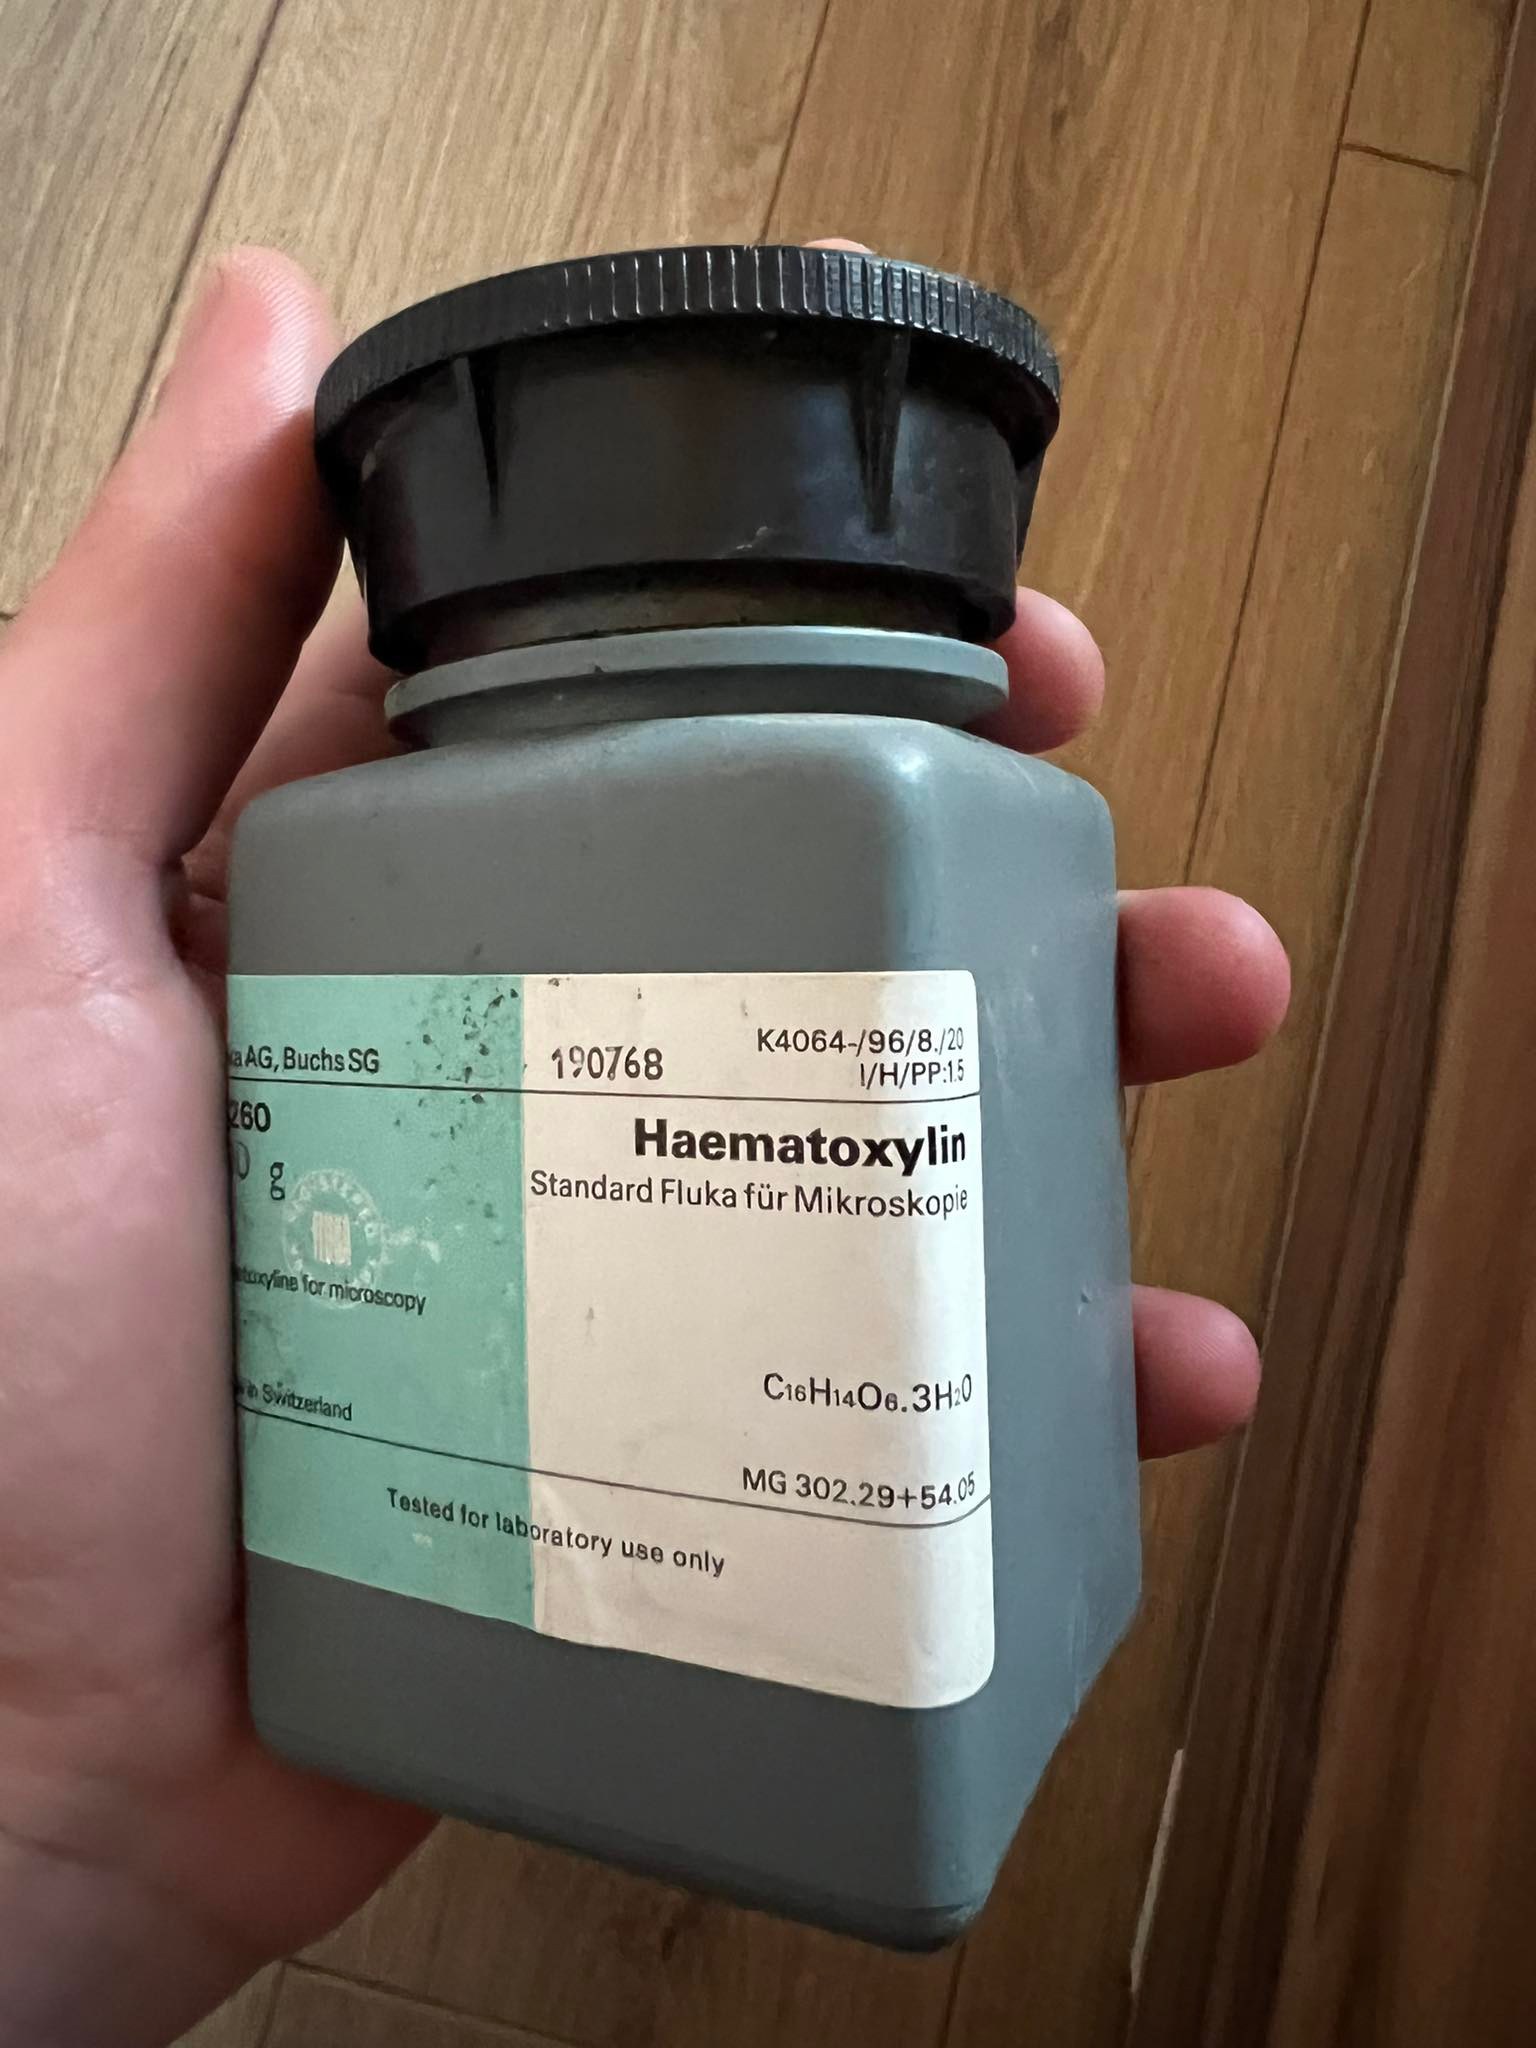 AG, Buchs SG
190768
K4064-/96/8./20
I/H/PP:1.5
260
g
Haematoxylin
Standard Fluka für Mikroskopie
for microscopy
in Switzerland
C₁₆H₁₄O₆.3H₂O
MG 302.29+54.05
Tested for laboratory use only